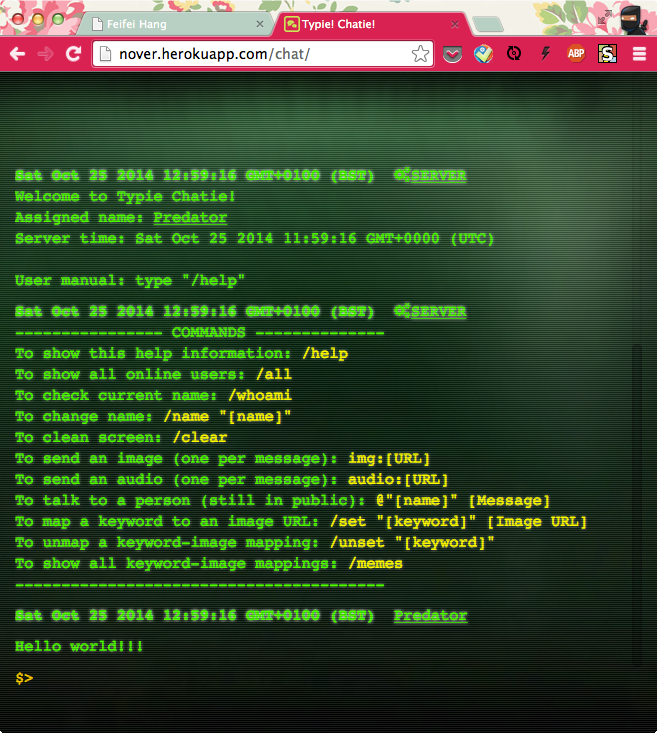 Feifei Hang
Typie! Chatie!
nover.herokuapp.com/chat/
ABP
S
Sat Oct 25 2014 12:59:16 GMT+0100 (BST) SERVER
Welcome to Typie Chatie!
Assigned name: Predator
Server time: Sat Oct 25 2014 11:59:16 GMT+0000 (UTC)
User manual: type "/help"
Sat Oct 25 2014 12:59:16 GMT+0100 (BST) SERVER
---------------- COMMANDS --------------
To show this help information: /help
To show all online users: /all
To check current name: /whoami
To change name: /name "[name]"
To clean screen: /clear
To send an image (one per message): img:[URL]
To send an audio (one per message): audio:[URL]
To talk to a person (still in public): @"[name]" [Message]
To map a keyword to an image URL: /set "[keyword]" [Image URL]
To unmap a keyword-image mapping: /unset "[keyword]"
To show all keyword-image mappings: /memes
----------------------------------------
Sat Oct 25 2014 12:59:16 GMT+0100 (BST) Predator
Hello world!!!
$>